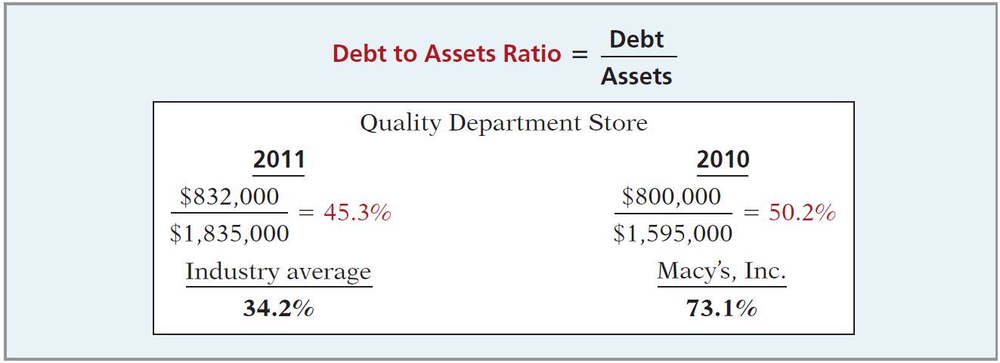 Debt to Assets Ratio = Debt / Assets
Quality Department Store
2011 2010
$832,000 / $1,835,000 = 45.3% $800,000 / $1,595,000 = 50.2%
Industry average Macy's, Inc.
34.2% 73.1%